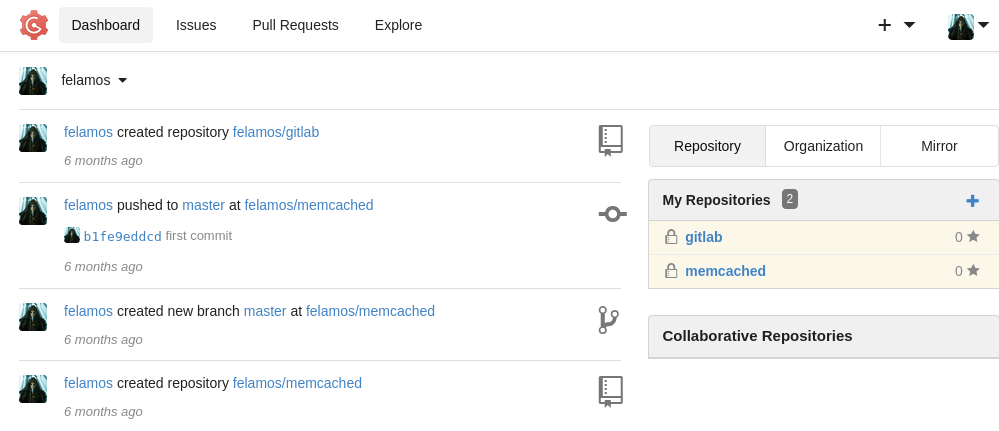 Dashboard Issues Pull Requests Explore
felamos
felamos created repository felamos/gitlab
6 months ago
felamos pushed to master at felamos/memcached
b1fe9eddcd first commit
6 months ago
felamos created new branch master at felamos/memcached
6 months ago
felamos created repository felamos/memcached
6 months ago
Repository Organization Mirror
My Repositories 2
gitlab 0
memcached 0
Collaborative Repositories